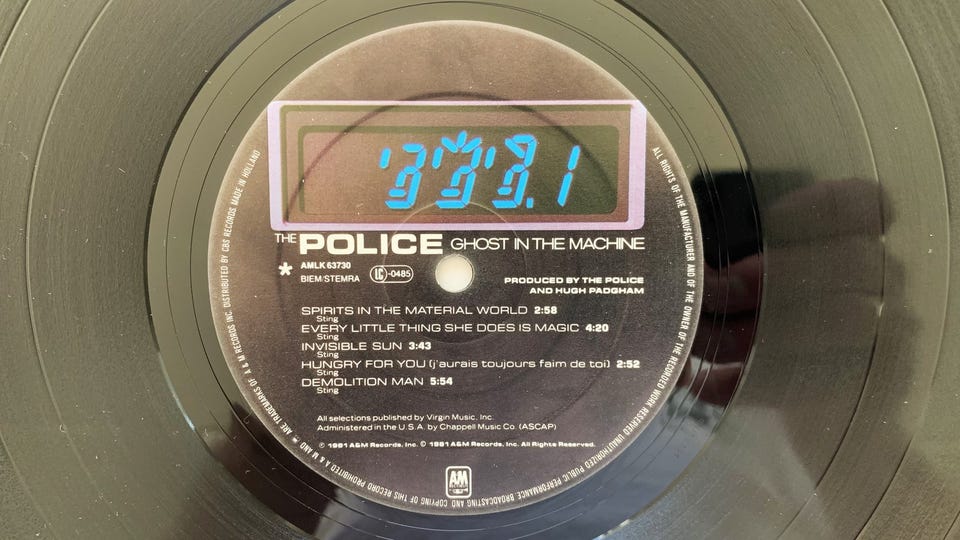 THE POLICE GHOST IN THE MACHINE
* AMLK 63730
BIEM/STEMRA
LC-0485
PRODUCED BY THE POLICE
AND HUGH PADGHAM
SPIRITS IN THE MATERIAL WORLD 2:58
Sting
EVERY LITTLE THING SHE DOES IS MAGIC 4:20
Sting
INVISIBLE SUN 3:43
Sting
HUNGRY FOR YOU (j'aurais toujours faim de toi) 2:52
Sting
DEMOLITION MAN 5:54
Sting
All selections published by Virgin Music, Inc.
Administered in the U.S.A. by Chappell Music Co. (ASCAP)
℗ 1981 A&M Records, Inc. © 1981 A&M Records, Inc. All Rights Reserved.
AM
ALL RIGHTS OF THE MANUFACTURER AND OF THE OWNER OF THE RECORDED WORK RESERVED UNAUTHORIZED PUBLIC PERFORMANCE BROADCASTING AND COPYING OF THIS RECORD PROHIBITED A & M AND * ARE TRADEMARKS OF A & M RECORDS INC. DISTRIBUTED BY CBS RECORDS MADE IN HOLLAND